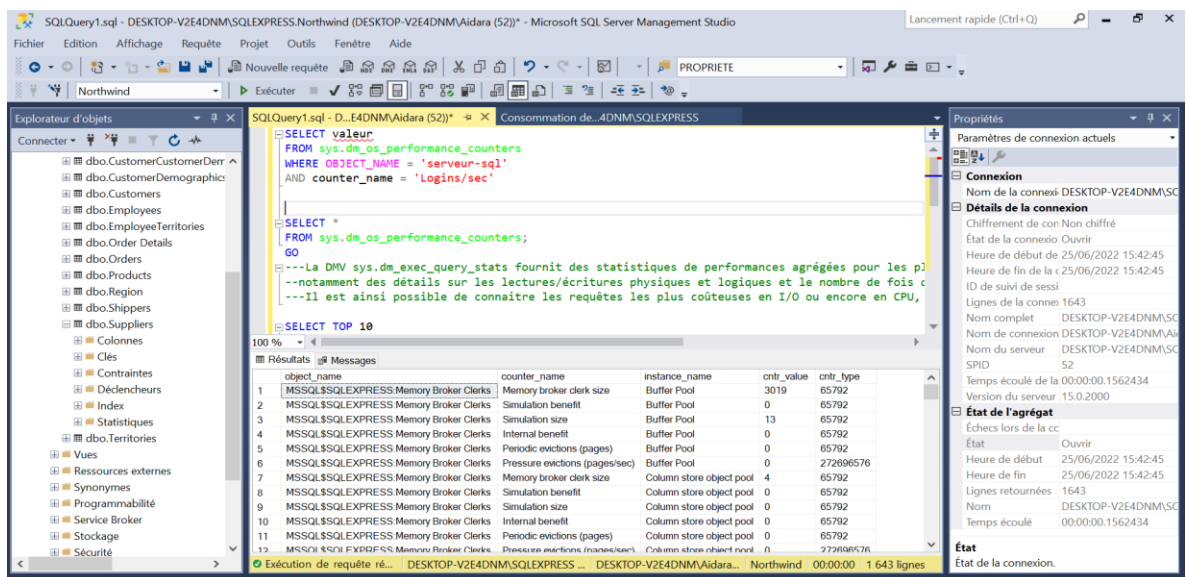 SQLQuery1.sql - DESKTOP-V2E4DNM\SQLEXPRESS.Northwind (DESKTOP-V2E4DNM\Aidara (52))* - Microsoft SQL Server Management Studio
Lancement rapide (Ctrl+Q)
Fichier Edition Affichage Requête Projet Outils Fenêtre Aide
Nouvelle requête
PROPRIETE
Northwind
Exécuter
Explorateur d'objets
Connecter
dbo.CustomerCustomerDem
dbo.CustomerDemographics
dbo.Customers
dbo.Employees
dbo.EmployeeTerritories
dbo.Order Details
dbo.Orders
dbo.Products
dbo.Region
dbo.Shippers
dbo.Suppliers
Colonnes
Clés
Contraintes
Déclencheurs
Index
Statistiques
dbo.Territories
Vues
Ressources externes
Synonymes
Programmabilité
Service Broker
Stockage
Sécurité
SQLQuery1.sql - D...E4DNM\Aidara (52))*
Consommation de...4DNM\SQLEXPRESS
SELECT valeur
FROM sys.dm_os_performance_counters
WHERE OBJECT_NAME = 'serveur-sql'
AND counter_name = 'Logins/sec'
SELECT *
FROM sys.dm_os_performance_counters;
GO
---La DMV sys.dm_exec_query_stats fournit des statistiques de performances agrégées pour les pl
--notamment des détails sur les lectures/écritures physiques et logiques et le nombre de fois
---Il est ainsi possible de connaitre les requêtes les plus coûteuses en I/O ou encore en CPU,
SELECT TOP 10
100 %
Résultats Messages
object_name counter_name instance_name cntr_value cntr_type
1 MSSQL$SQLEXPRESS:Memory Broker Clerks Memory broker clerk size Buffer Pool 3019 65792
2 MSSQL$SQLEXPRESS:Memory Broker Clerks Simulation benefit Buffer Pool 0 65792
3 MSSQL$SQLEXPRESS:Memory Broker Clerks Simulation size Buffer Pool 13 65792
4 MSSQL$SQLEXPRESS:Memory Broker Clerks Internal benefit Buffer Pool 0 65792
5 MSSQL$SQLEXPRESS:Memory Broker Clerks Periodic evictions (pages) Buffer Pool 0 65792
6 MSSQL$SQLEXPRESS:Memory Broker Clerks Pressure evictions (pages/sec) Buffer Pool 0 272696576
7 MSSQL$SQLEXPRESS:Memory Broker Clerks Memory broker clerk size Column store object pool 4 65792
8 MSSQL$SQLEXPRESS:Memory Broker Clerks Simulation benefit Column store object pool 0 65792
9 MSSQL$SQLEXPRESS:Memory Broker Clerks Simulation size Column store object pool 0 65792
10 MSSQL$SQLEXPRESS:Memory Broker Clerks Internal benefit Column store object pool 0 65792
11 MSSQL$SQLEXPRESS:Memory Broker Clerks Periodic evictions (pages) Column store object pool 0 65792
12 MSSQL$SQLEXPRESS:Memory Broker Clerks Pressure evictions (pages/sec) Column store object pool 0 272696576
Exécution de requête ré... DESKTOP-V2E4DNM\SQLEXPRESS ... DESKTOP-V2E4DNM\Aidara... Northwind 00:00:00 1 643 lignes
Propriétés
Paramètres de connexion actuels
Connexion
Nom de la connexi DESKTOP-V2E4DNM\SC
Détails de la connexion
Chiffrement de con Non chiffré
État de la connexio Ouvrir
Heure de début de 25/06/2022 15:42:45
Heure de fin de la c 25/06/2022 15:42:45
ID de suivi de sessi
Lignes de la connex 1643
Nom complet DESKTOP-V2E4DNM\SC
Nom de connexion DESKTOP-V2E4DNM\Aid
Nom du serveur DESKTOP-V2E4DNM\SC
SPID 52
Temps écoulé de la 00:00:00.1562434
Version du serveur 15.0.2000
État de l'agrégat
Échecs lors de la cc
État Ouvrir
Heure de début 25/06/2022 15:42:45
Heure de fin 25/06/2022 15:42:45
Lignes retournées 1643
Nom DESKTOP-V2E4DNM\SC
Temps écoulé 00:00:00.1562434
État
État de la connexion.